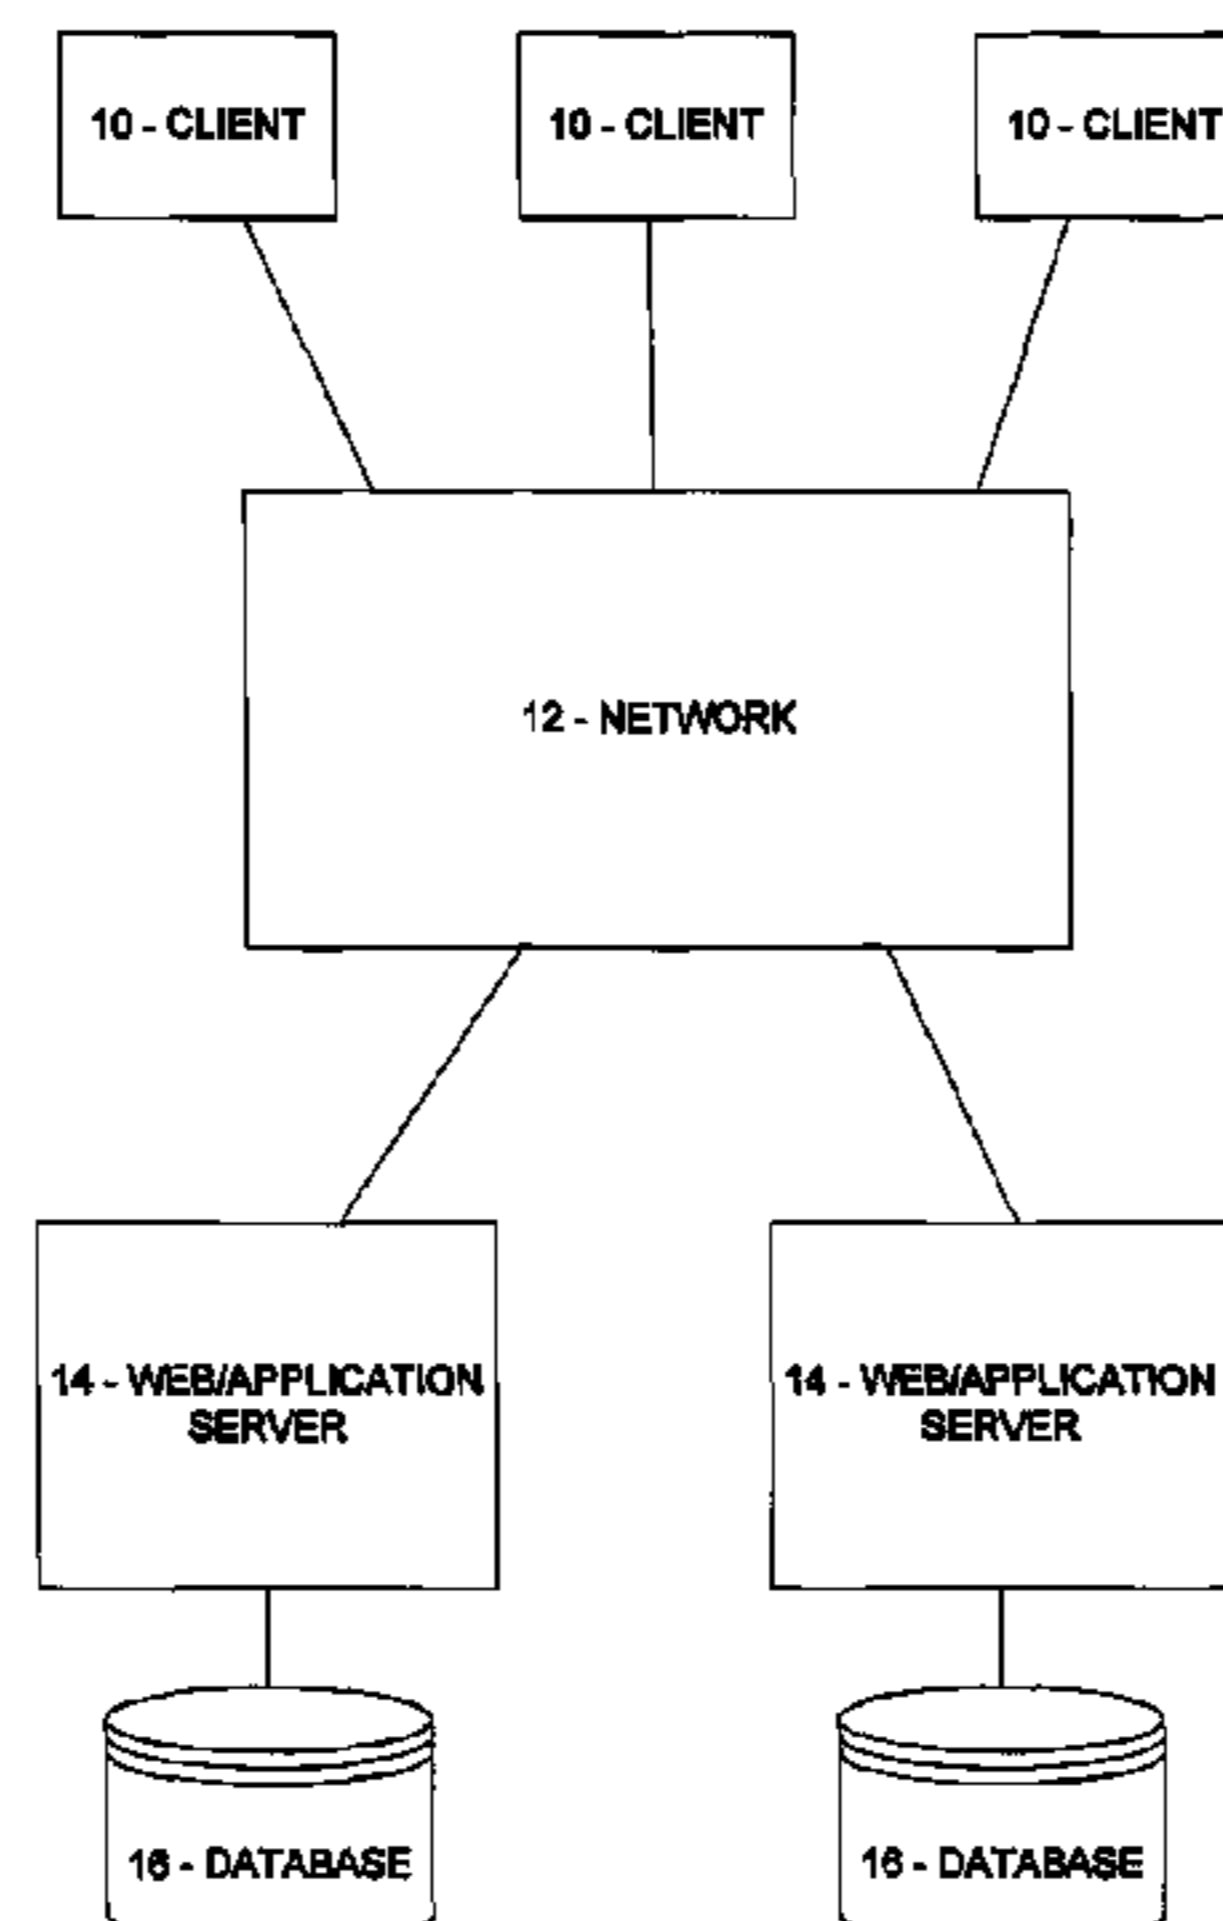 10 - CLIENT
10 - CLIENT
10 - CLIENT
12 - NETWORK
14 - WEB/APPLICATION
SERVER
14 - WEB/APPLICATION
SERVER
16 - DATABASE
16 - DATABASE